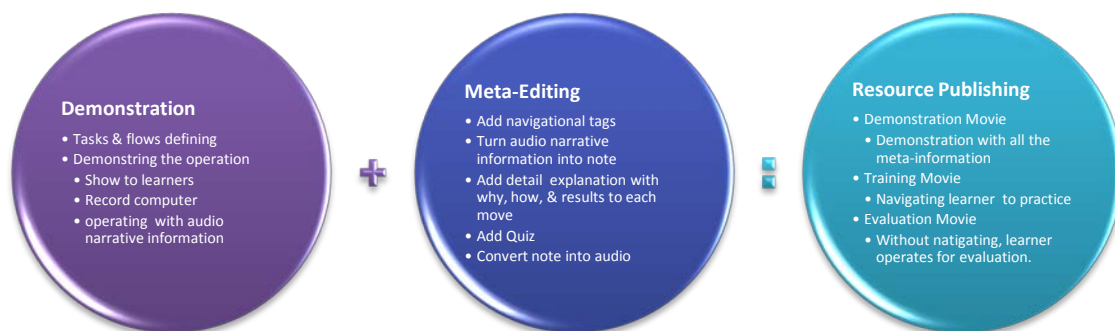 Demonstration
• Tasks & flows defining
• Demonstring the operation
• Show to learners
• Record computer
• operating with audio
narrative information
Meta-Editing
• Add navigational tags
• Turn audio narrative
information into note
• Add detail explanation with
why, how, & results to each
move
• Add Quiz
• Convert note into audio
Resource Publishing
• Demonstration Movie
• Demonstration with all the
meta-information
• Training Movie
• Navigating learner to practice
• Evaluation Movie
• Without natigating, learner
operates for evaluation.